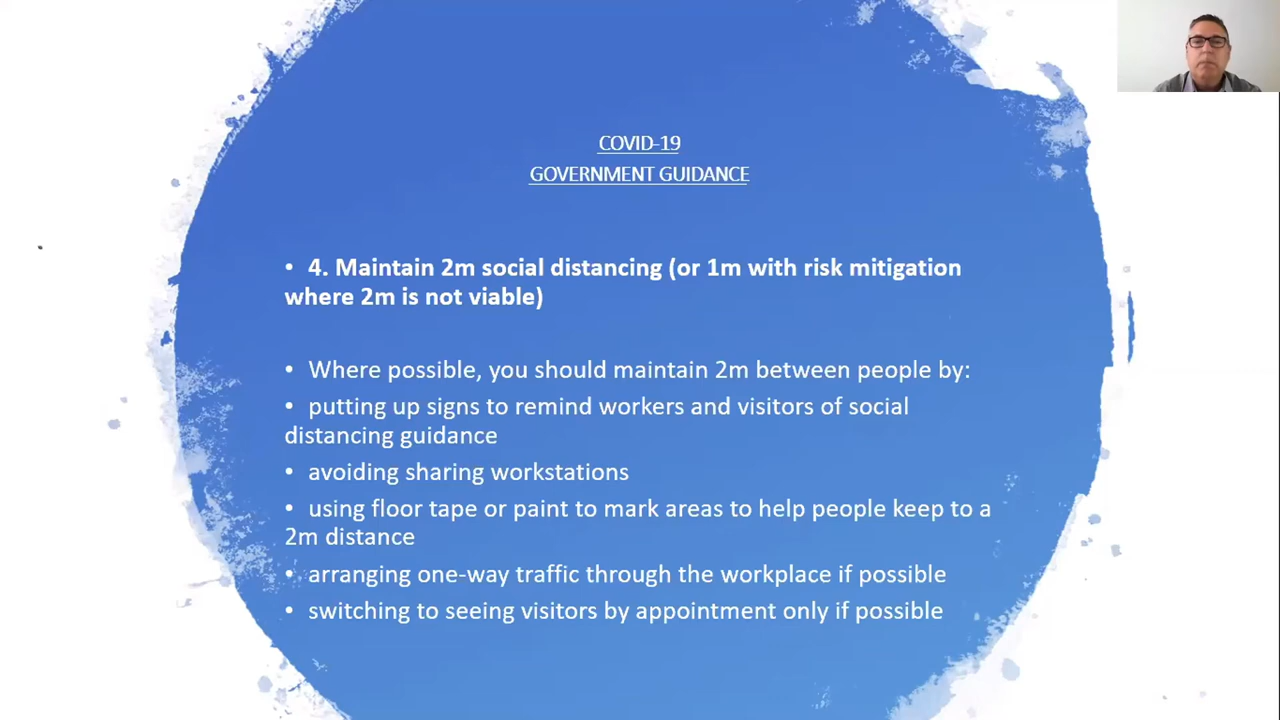 COVID-19
GOVERNMENT GUIDANCE
• 4. Maintain 2m social distancing (or 1m with risk mitigation
where 2m is not viable)
• Where possible, you should maintain 2m between people by:
• putting up signs to remind workers and visitors of social
distancing guidance
• avoiding sharing workstations
• using floor tape or paint to mark areas to help people keep to a
2m distance
• arranging one-way traffic through the workplace if possible
• switching to seeing visitors by appointment only if possible